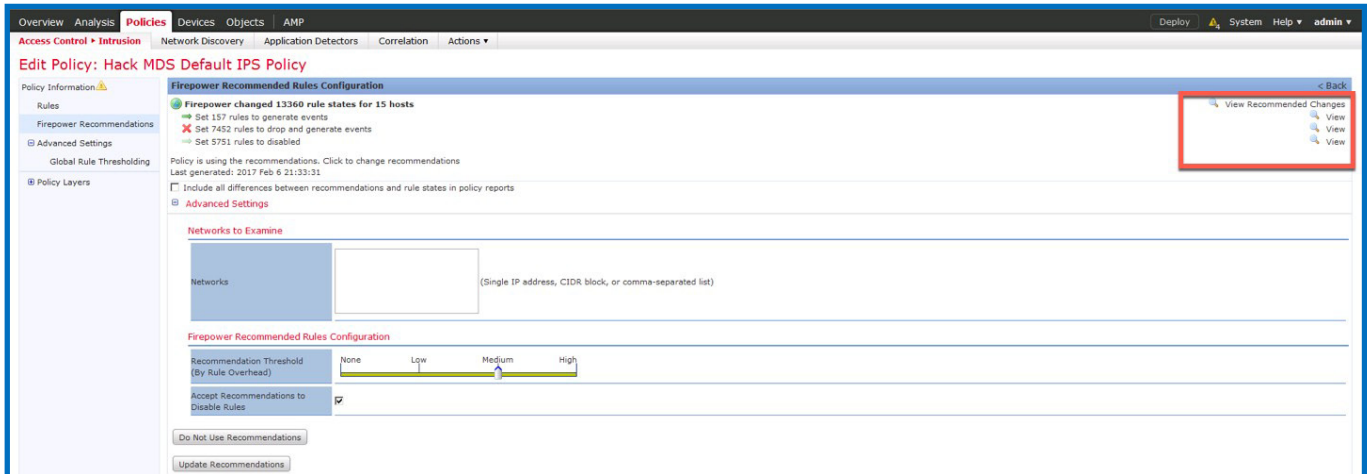 Overview Analysis Policies Devices Objects AMP Deploy 4 System Help ▾ admin ▾
Access Control ▸ Intrusion Network Discovery Application Detectors Correlation Actions ▾
Edit Policy: Hack MDS Default IPS Policy
Policy Information
Rules
Firepower Recommendations
Advanced Settings
Global Rule Thresholding
Policy Layers
Firepower Recommended Rules Configuration < Back
Firepower changed 13360 rule states for 15 hosts View Recommended Changes
Set 157 rules to generate events View
Set 7452 rules to drop and generate events View
Set 5751 rules to disabled View
Policy is using the recommendations. Click to change recommendations
Last generated: 2017 Feb 6 21:33:31
Include all differences between recommendations and rule states in policy reports
Advanced Settings
Networks to Examine
Networks (Single IP address, CIDR block, or comma-separated list)
Firepower Recommended Rules Configuration
Recommendation Threshold
(By Rule Overhead)
None Low Medium High
Accept Recommendations to
Disable Rules
Do Not Use Recommendations
Update Recommendations